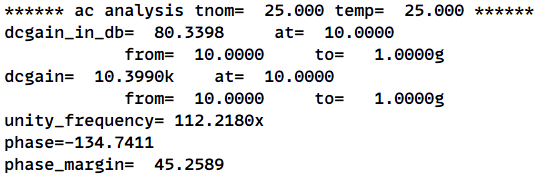 ****** ac analysis tnom=  25.000 temp=  25.000 ******
dcgain_in_db=  80.3398     at=  10.0000
            from=  10.0000     to=   1.0000g
dcgain=  10.3990k    at=  10.0000
            from=  10.0000     to=   1.0000g
unity_frequency= 112.2180x
phase=-134.7411
phase_margin=  45.2589